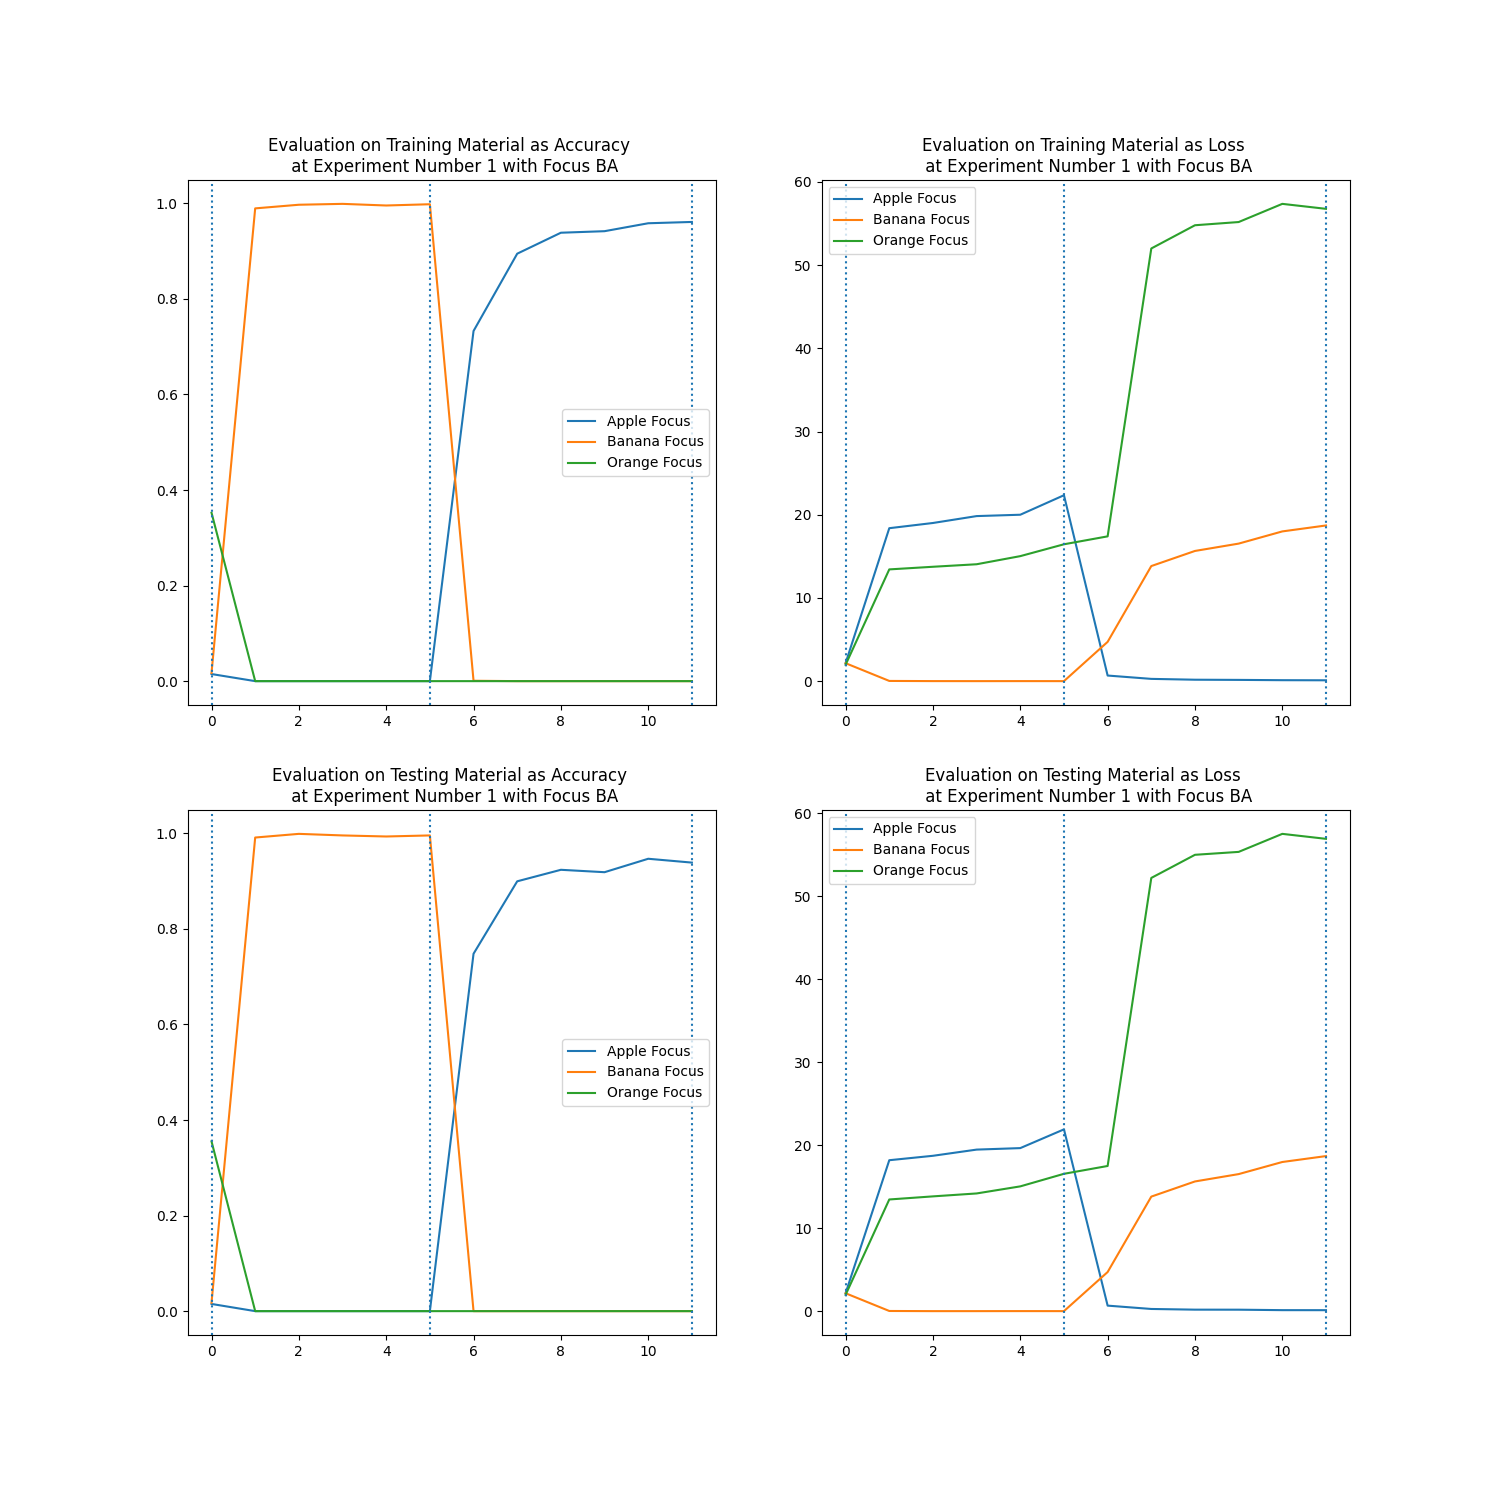 Evaluation on Training Material as Accuracy
at Experiment Number 1 with Focus BA
1.0
0.8
0.6
0.4
0.2
0.0
0 2 4 6 8 10
Apple Focus
Banana Focus
Orange Focus
Evaluation on Training Material as Loss
at Experiment Number 1 with Focus BA
60
50
40
30
20
10
0
0 2 4 6 8 10
Apple Focus
Banana Focus
Orange Focus
Evaluation on Testing Material as Accuracy
at Experiment Number 1 with Focus BA
1.0
0.8
0.6
0.4
0.2
0.0
0 2 4 6 8 10
Apple Focus
Banana Focus
Orange Focus
Evaluation on Testing Material as Loss
at Experiment Number 1 with Focus BA
60
50
40
30
20
10
0
0 2 4 6 8 10
Apple Focus
Banana Focus
Orange Focus